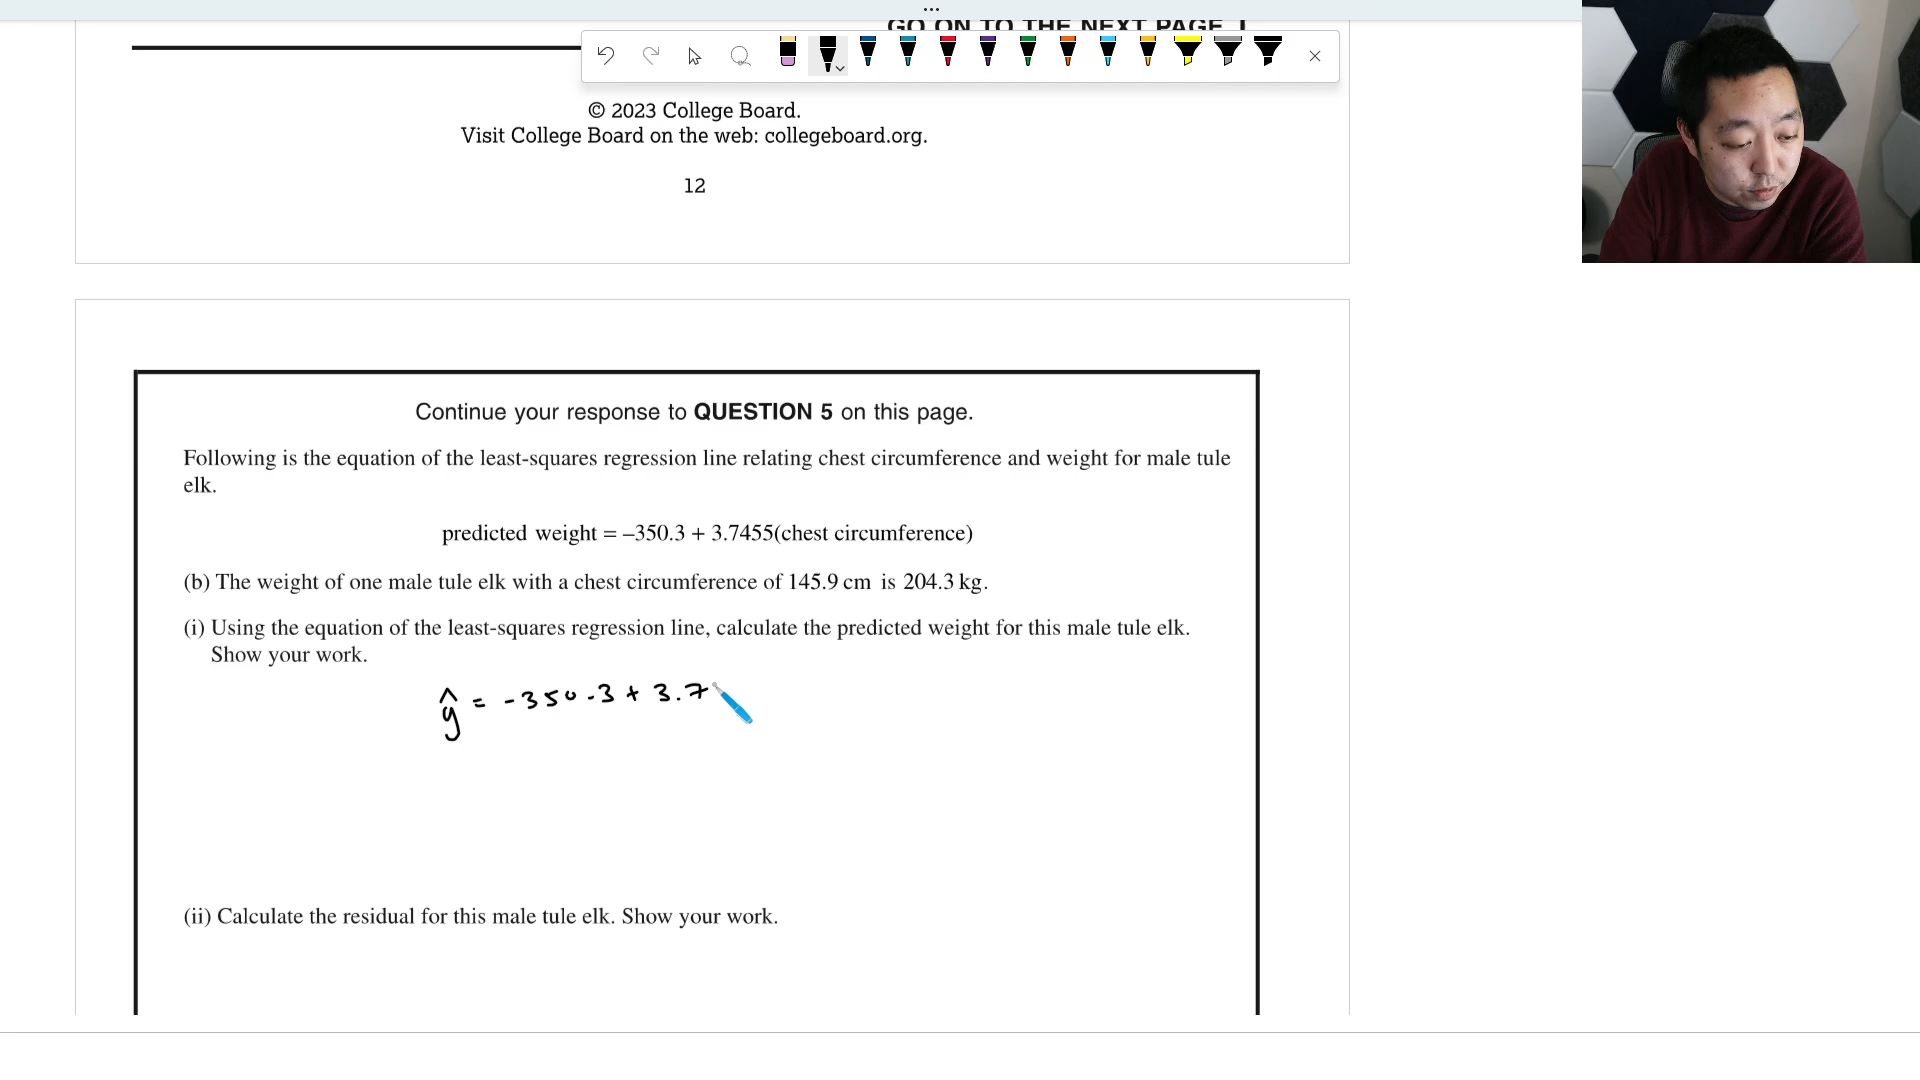 ...
GO ON TO THE NEXT PAGE
© 2023 College Board.
Visit College Board on the web: collegeboard.org.
12
Continue your response to QUESTION 5 on this page.
Following is the equation of the least-squares regression line relating chest circumference and weight for male tule
elk.
predicted weight = –350.3 + 3.7455(chest circumference)
(b) The weight of one male tule elk with a chest circumference of 145.9 cm is 204.3 kg.
(i) Using the equation of the least-squares regression line, calculate the predicted weight for this male tule elk.
Show your work.
ŷ = -350.3 + 3.7
(ii) Calculate the residual for this male tule elk. Show your work.